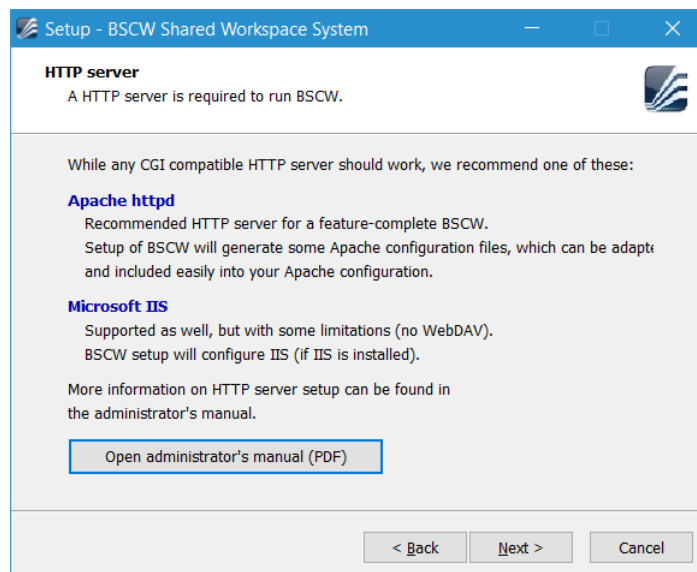 Setup - BSCW Shared Workspace System
HTTP server
A HTTP server is required to run BSCW.
While any CGI compatible HTTP server should work, we recommend one of these:
Apache httpd
Recommended HTTP server for a feature-complete BSCW.
Setup of BSCW will generate some Apache configuration files, which can be adapte
and included easily into your Apache configuration.
Microsoft IIS
Supported as well, but with some limitations (no WebDAV).
BSCW setup will configure IIS (if IIS is installed).
More information on HTTP server setup can be found in
the administrator's manual.
Open administrator's manual (PDF)
< Back Next > Cancel